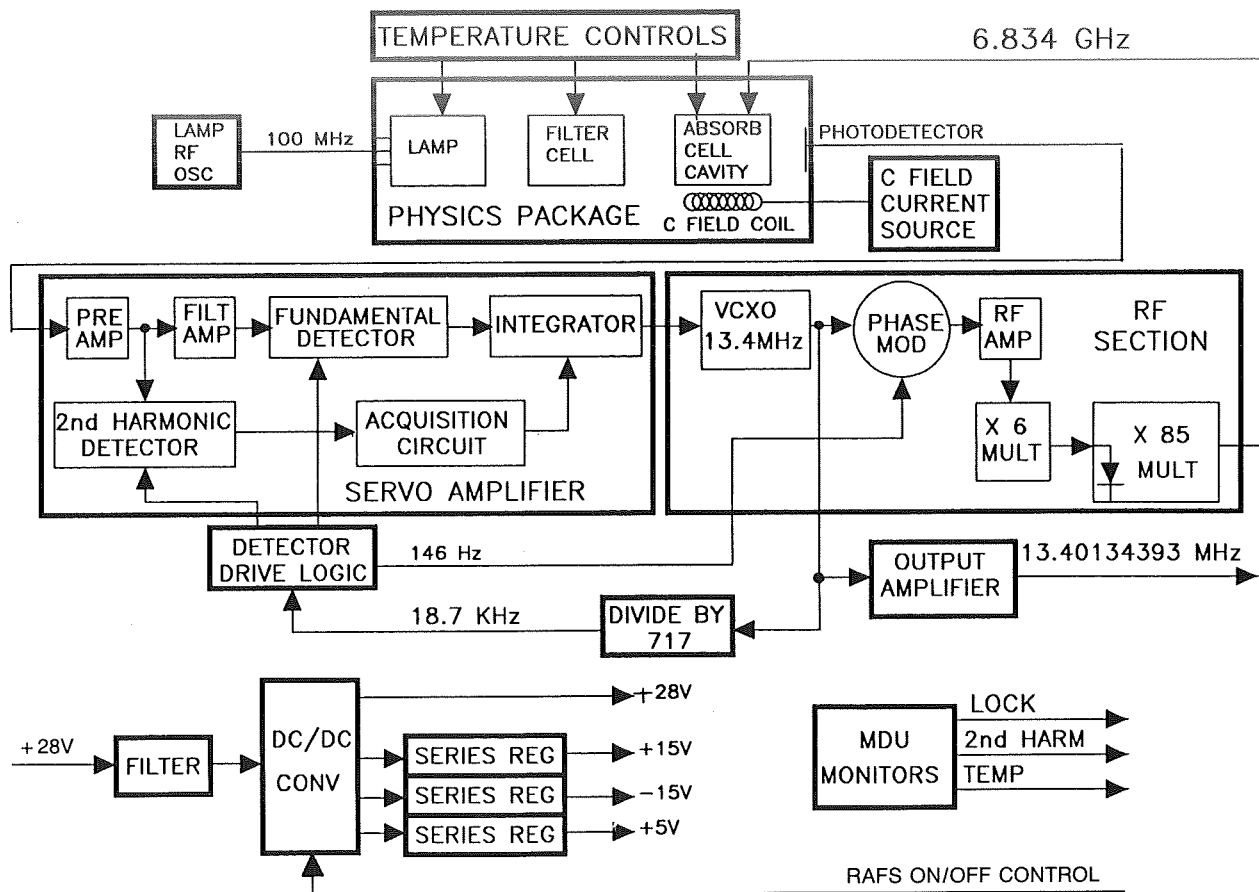 TEMPERATURE CONTROLS
6.834 GHz
LAMP
RF
OSC
100 MHz
LAMP
FILTER
CELL
ABSORB
CELL
CAVITY
PHOTODETECTOR
PHYSICS PACKAGE
C FIELD COIL
C FIELD
CURRENT
SOURCE
PRE
AMP
FILT
AMP
FUNDAMENTAL
DETECTOR
INTEGRATOR
VCXO
13.4MHz
PHASE
MOD
RF
AMP
RF
SECTION
2nd HARMONIC
DETECTOR
ACQUISITION
CIRCUIT
X 6
MULT
X 85
MULT
SERVO AMPLIFIER
DETECTOR
DRIVE LOGIC
146 Hz
OUTPUT
AMPLIFIER
13.40134393 MHz
18.7 KHz
DIVIDE BY
717
+28V
FILTER
DC/DC
CONV
+28V
SERIES REG
+15V
SERIES REG
-15V
SERIES REG
+5V
MDU
MONITORS
LOCK
2nd HARM
TEMP
RAFS ON/OFF CONTROL